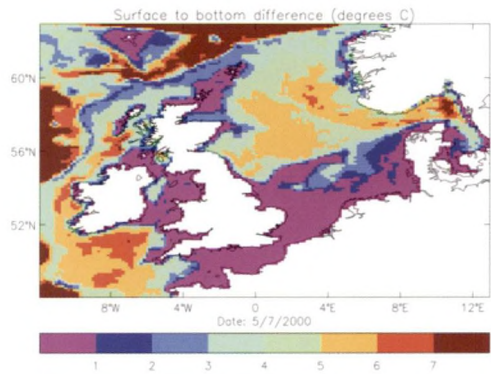 Surface to bottom difference (degrees C)
60°N
56°N
52°N
8°W 4°W 0 4°E 8°E 12°E
Date: 5/7/2000
1 2 3 4 5 6 7